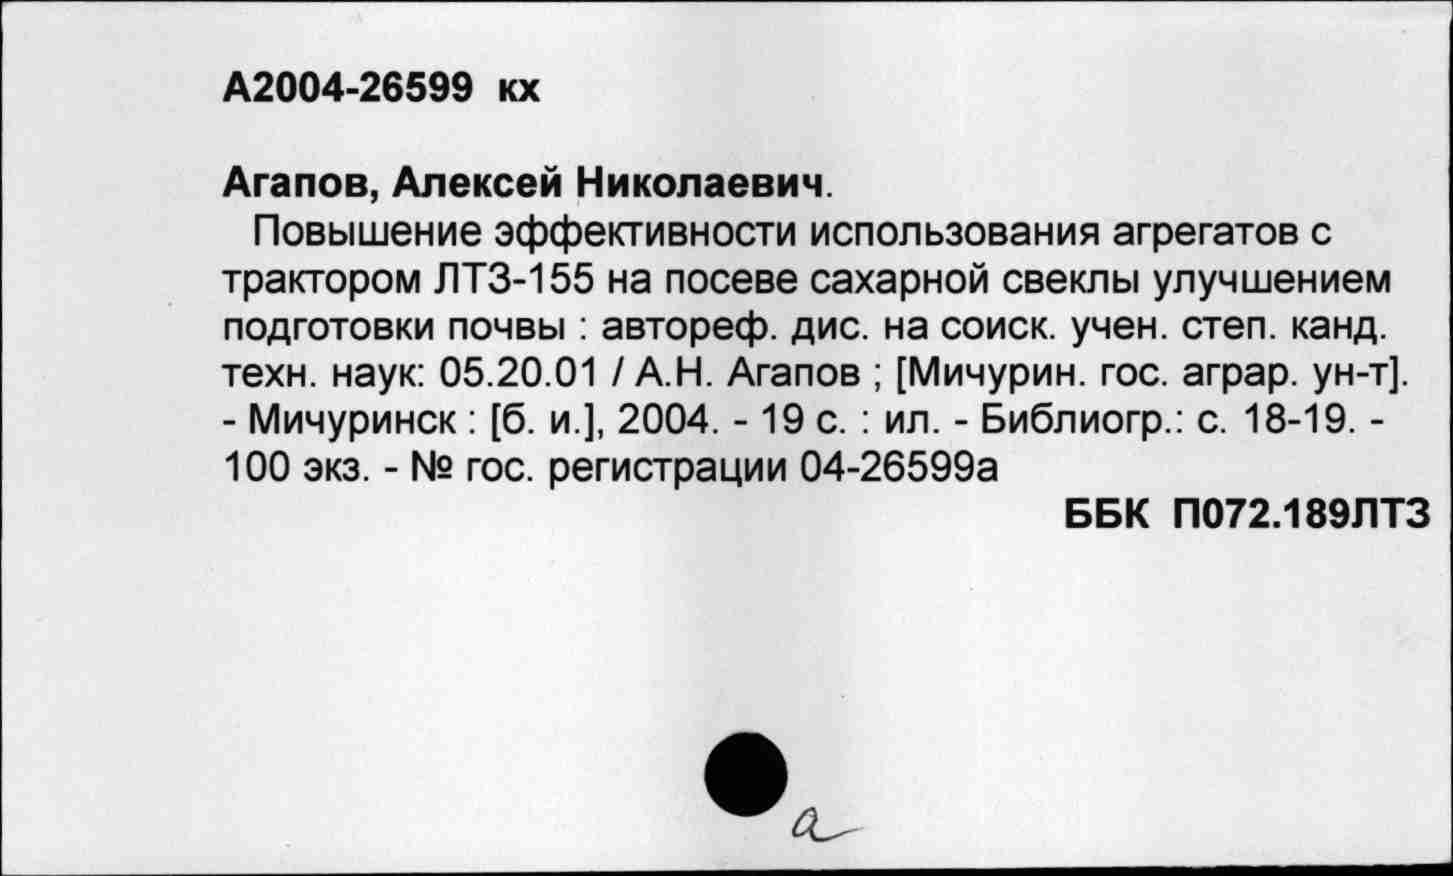 А2004-26599 кх
Агапов, Алексей Николаевич.
Повышение эффективности использования агрегатов с
трактором ЛТЗ-155 на посеве сахарной свеклы улучшением
подготовки почвы : автореф. дис. на соиск. учен. степ. канд.
техн. наук: 05.20.01 / А.Н. Агапов ; [Мичурин. гос. аграр. ун-т].
- Мичуринск : [б. и.], 2004. - 19 с. : ил. - Библиогр.: с. 18-19. -
100 экз. - № гос. регистрации 04-26599а
ББК П072.189ЛТЗ
а